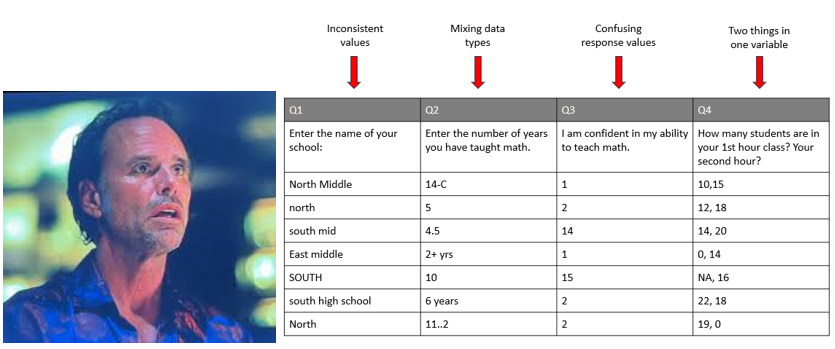 Inconsistent values
Mixing data types
Confusing response values
Two things in one variable
Q1 Q2 Q3 Q4
Enter the name of your school: Enter the number of years you have taught math. I am confident in my ability to teach math. How many students are in your 1st hour class? Your second hour?
North Middle 14-C 1 10,15
north 5 2 12, 18
south mid 4.5 14 14, 20
East middle 2+ yrs 1 0, 14
SOUTH 10 15 NA, 16
south high school 6 years 2 22, 18
North 11..2 2 19, 0